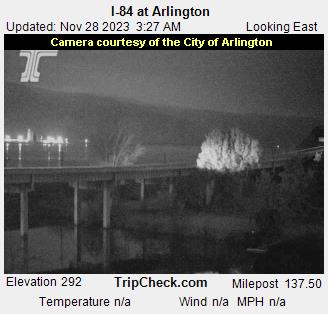 I-84 at Arlington
Updated: Nov 28 2023 3:27 AM Looking East
Camera courtesy of the City of Arlington
Elevation 292 TripCheck.com Milepost 137.50
Temperature n/a Wind n/a MPH n/a